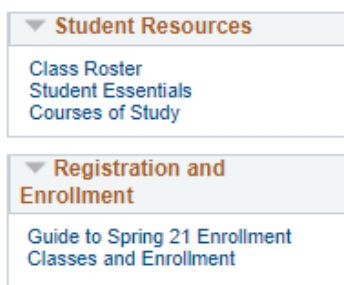 Student Resources
Class Roster
Student Essentials
Courses of Study
Registration and
Enrollment
Guide to Spring 21 Enrollment
Classes and Enrollment